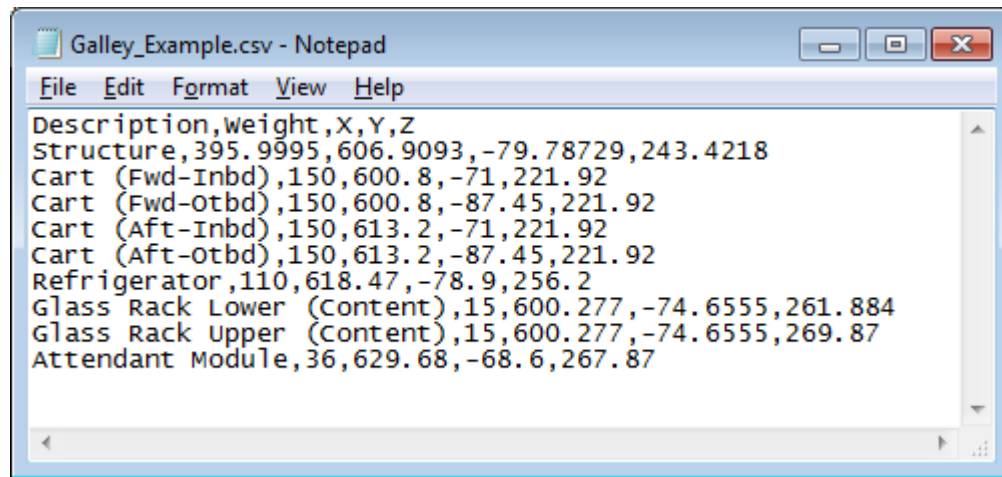 Galley_Example.csv - Notepad
File Edit Format View Help
Description,Weight,X,Y,Z
Structure,395.9995,606.9093,-79.78729,243.4218
Cart (Fwd-Inbd),150,600.8,-71,221.92
Cart (Fwd-Otbd),150,600.8,-87.45,221.92
Cart (Aft-Inbd),150,613.2,-71,221.92
Cart (Aft-Otbd),150,613.2,-87.45,221.92
Refrigerator,110,618.47,-78.9,256.2
Glass Rack Lower (Content),15,600.277,-74.6555,261.884
Glass Rack Upper (Content),15,600.277,-74.6555,269.87
Attendant Module,36,629.68,-68.6,267.87